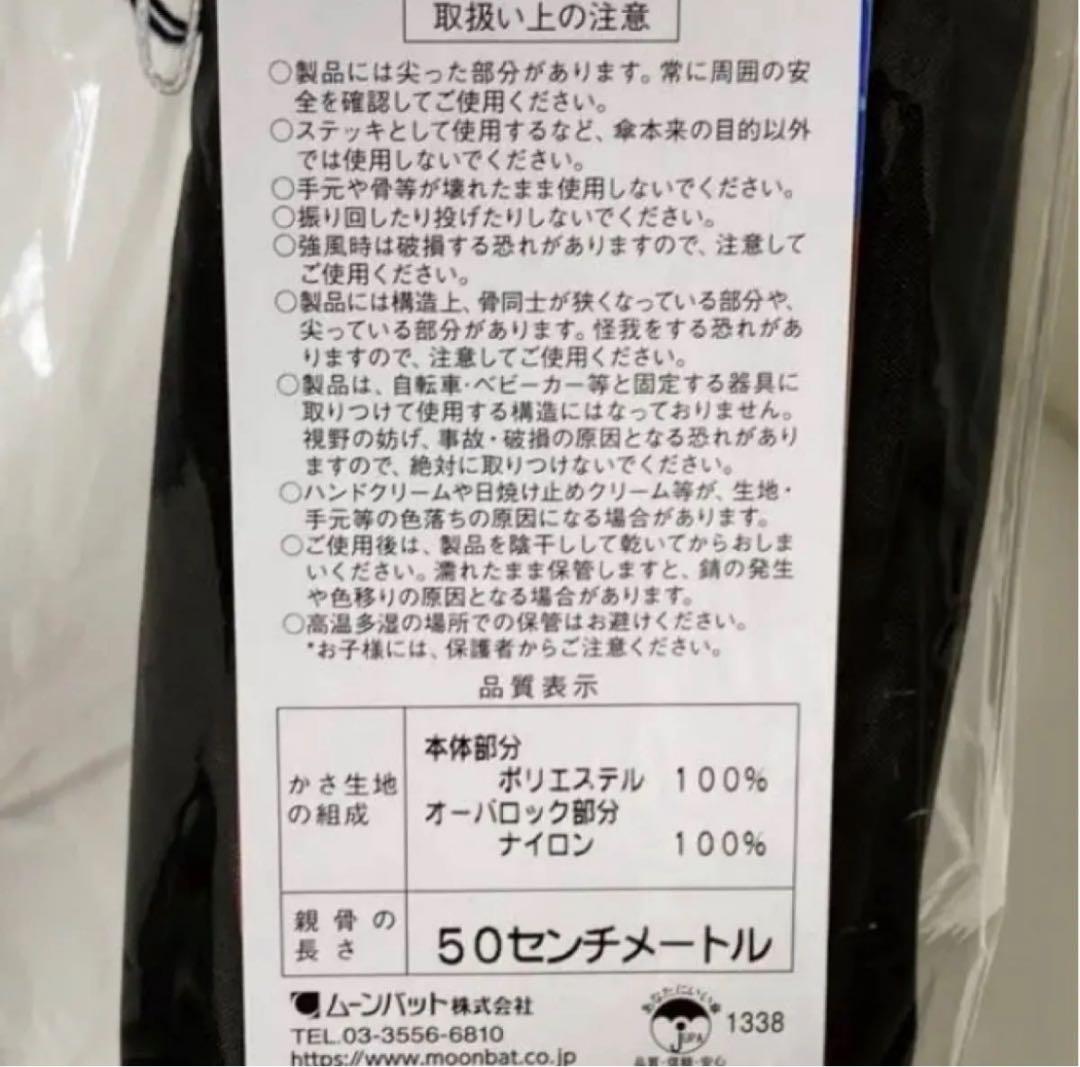 取扱い上の注意
○製品には尖った部分があります。常に周囲の安
全を確認してご使用ください。
○ステッキとして使用するなど、傘本来の目的以外
では使用しないでください。
○手元や骨等が壊れたまま使用しないでください。
○振り回したり投げたりしないでください。
○強風時は破損する恐れがありますので、注意して
ご使用ください。
○製品には構造上、骨同士が狭くなっている部分や、
尖っている部分があります。怪我をする恐れがあ
りますので、注意してご使用ください。
○製品は、自転車・ベビーカー等と固定する器具に
取りつけて使用する構造にはなっておりません。
視野の妨げ、事故・破損の原因となる恐れがあり
ますので、絶対に取りつけないでください。
○ハンドクリームや日焼け止めクリーム等が、生地・
手元等の色落ちの原因になる場合があります。
○ご使用後は、製品を陰干しして乾いてからおしま
いください。濡れたまま保管しますと、錆の発生
や色移りの原因となる場合があります。
○高温多湿の場所での保管はお避けください。
*お子様には、保護者からご注意ください。
品質表示
かさ生地
の組成
本体部分
ポリエステル 100%
オーバロック部分
ナイロン 100%
親骨の
長さ
50センチメートル
ムーンバット株式会社
TEL.03-3556-6810
https://www.moonbat.co.jp
あなたにいい傘
JUPA
1338
品質・信頼・安心